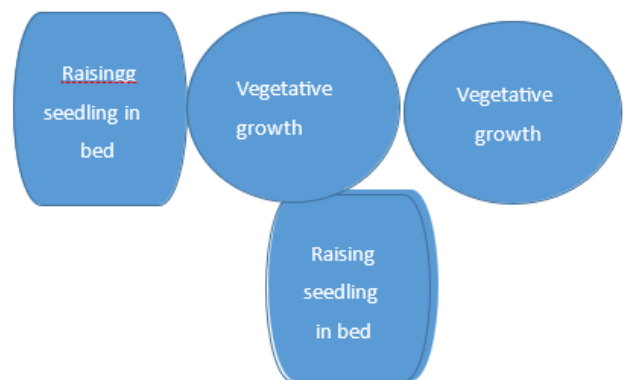 Raisingg
seedling in
bed
Vegetative
growth
Vegetative
growth
Raising
seedling
in bed